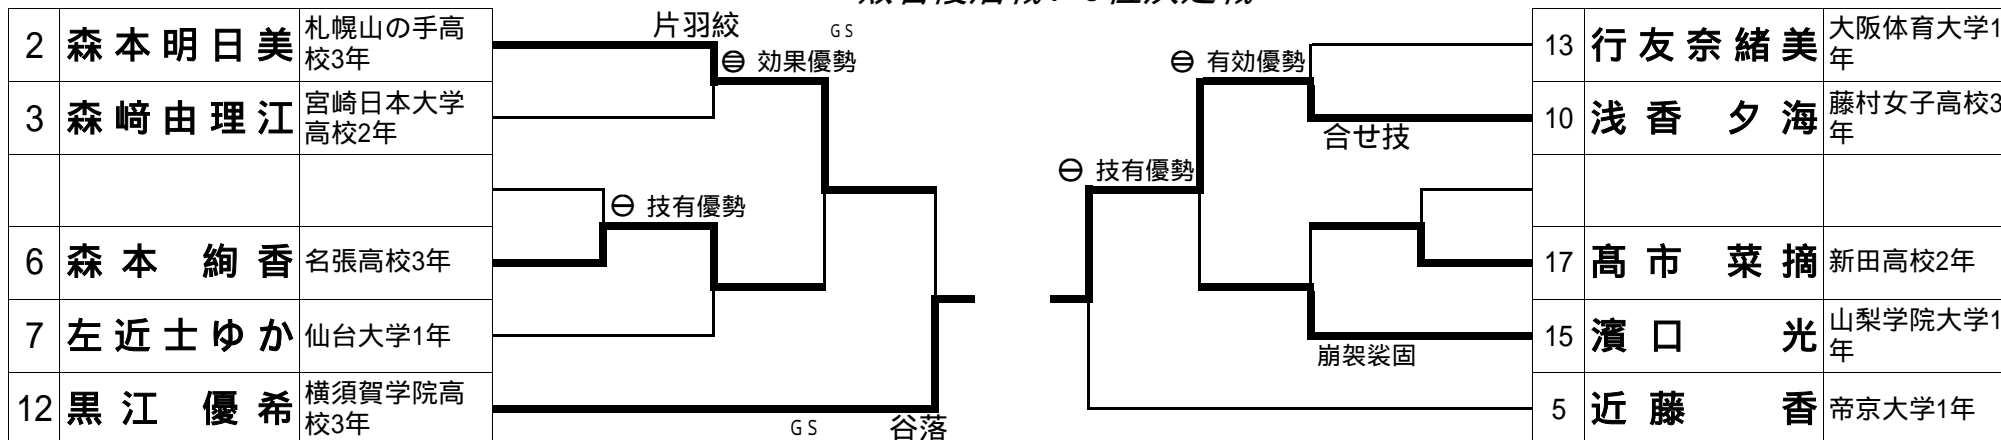 2 森本明日美 札幌山の手高
校3年
片羽絞
GS
効果優勢
3 森﨑由理江 宮崎日本大学
高校2年
技有優勢
6 森本 絢香 名張高校3年
7 左近士ゆか 仙台大学1年
12 黒江 優希 横須賀学院高
校3年
GS
谷落
13 行友奈緒美 大阪体育大学1
年
有効優勢
10 浅香 夕海 藤村女子高校3
年
合せ技
技有優勢
17 髙市 菜摘 新田高校2年
15 濱口 光 山梨学院大学1
年
崩袈裟固
5 近藤 香 帝京大学1年